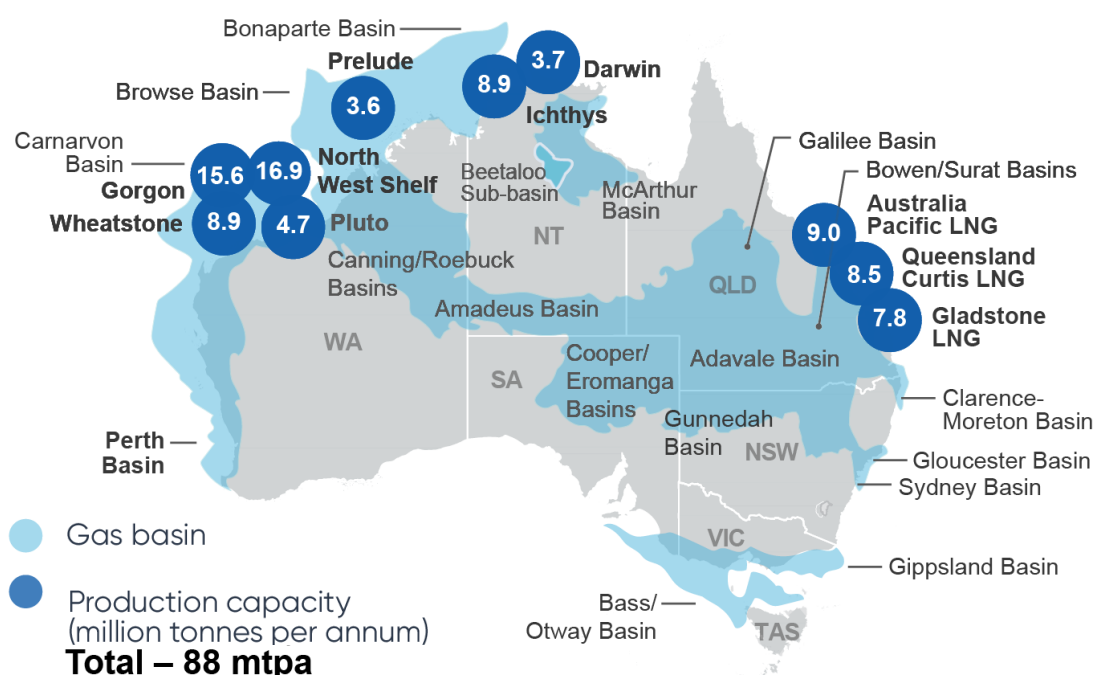 Bonaparte Basin
Prelude
3.7
Darwin
8.9
Browse Basin
3.6
Ichthys
Carnarvon
Basin
Galilee Basin
North
West Shelf
15.6
16.9
Gorgon
Beetaloo
Sub-basin
McArthur
Basin
Bowen/Surat Basins
Australia
Pacific LNG
Wheatstone
8.9
4.7
Pluto
NT
9.0
Canning/Roebuck
Basins
Queensland
Curtis LNG
8.5
QLD
Amadeus Basin
7.8
Gladstone
LNG
WA
Cooper/
Eromanga
Basins
Adavale Basin
SA
Clarence-
Moreton Basin
Gunnedah
Basin
NSW
Perth
Basin
Gloucester Basin
Sydney Basin
Gas basin
VIC
Gippsland Basin
Production capacity
(million tonnes per annum)
Total – 88 mtpa
Bass/
Otway Basin
TAS